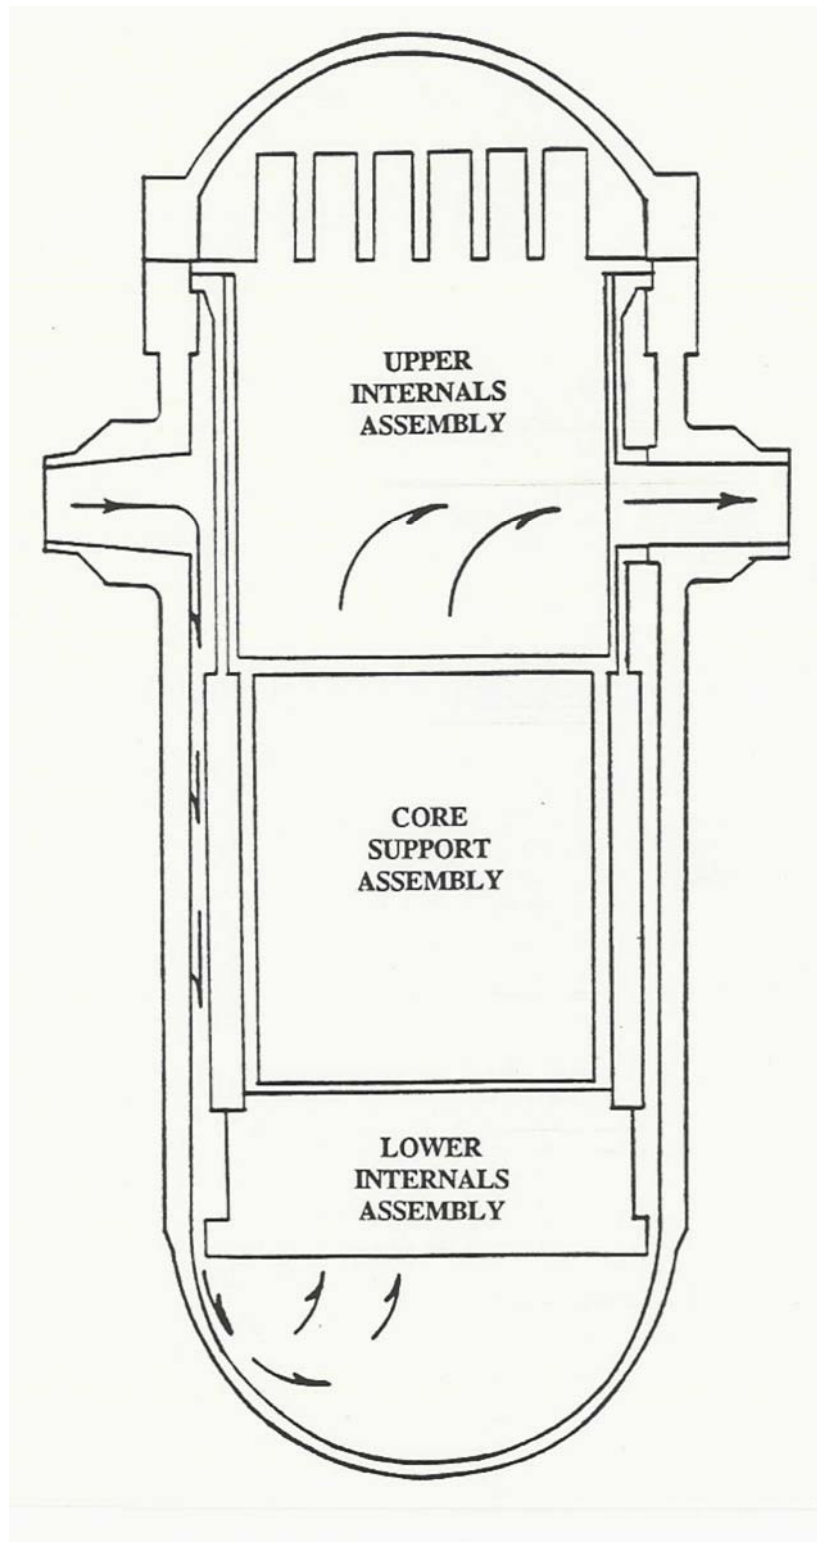 UPPER
INTERNALS
ASSEMBLY
CORE
SUPPORT
ASSEMBLY
LOWER
INTERNALS
ASSEMBLY